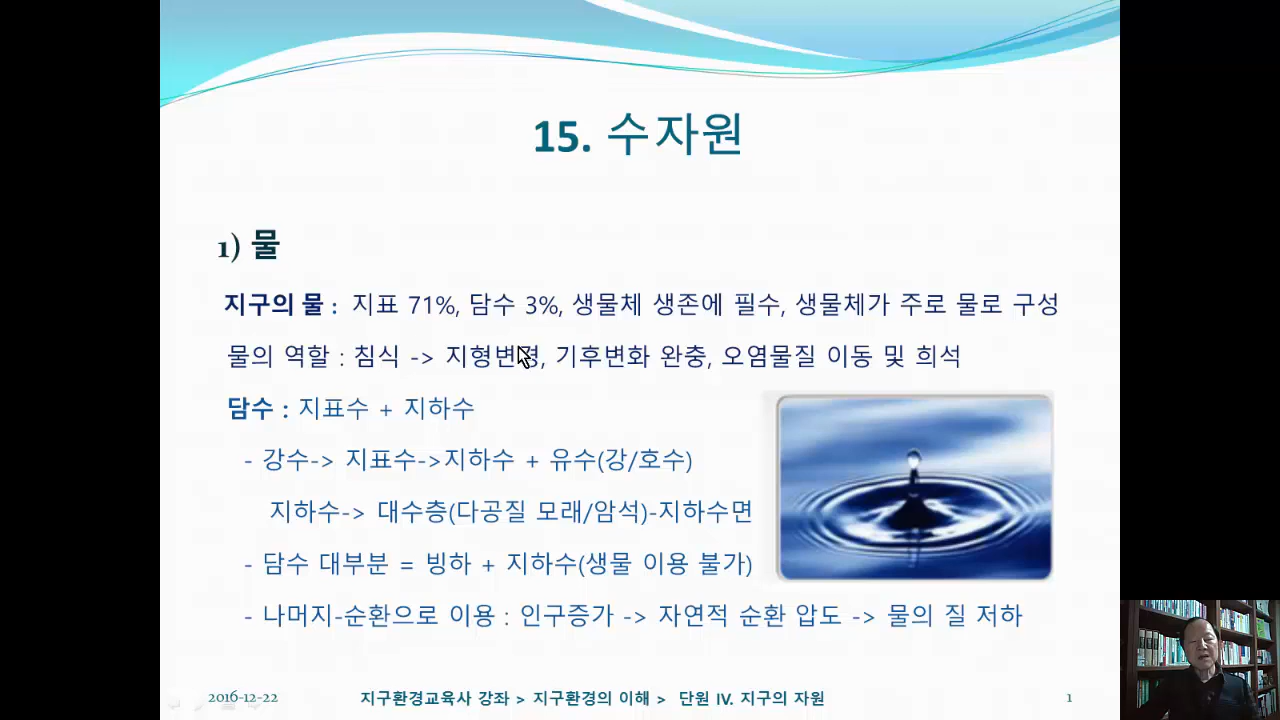 15. 수자원
1) 물
지구의 물 : 지표 71%, 담수 3%, 생물체 생존에 필수, 생물체가 주로 물로 구성
물의 역할 : 침식 -> 지형변경, 기후변화 완충, 오염물질 이동 및 희석
담수 : 지표수 + 지하수
- 강수-> 지표수->지하수 + 유수(강/호수)
지하수-> 대수층(다공질 모래/암석)-지하수면
- 담수 대부분 = 빙하 + 지하수(생물 이용 불가)
- 나머지-순환으로 이용 : 인구증가 -> 자연적 순환 압도 -> 물의 질 저하
2016-12-22 지구환경교육사 강좌 > 지구환경의 이해 > 단원 IV. 지구의 자원 1